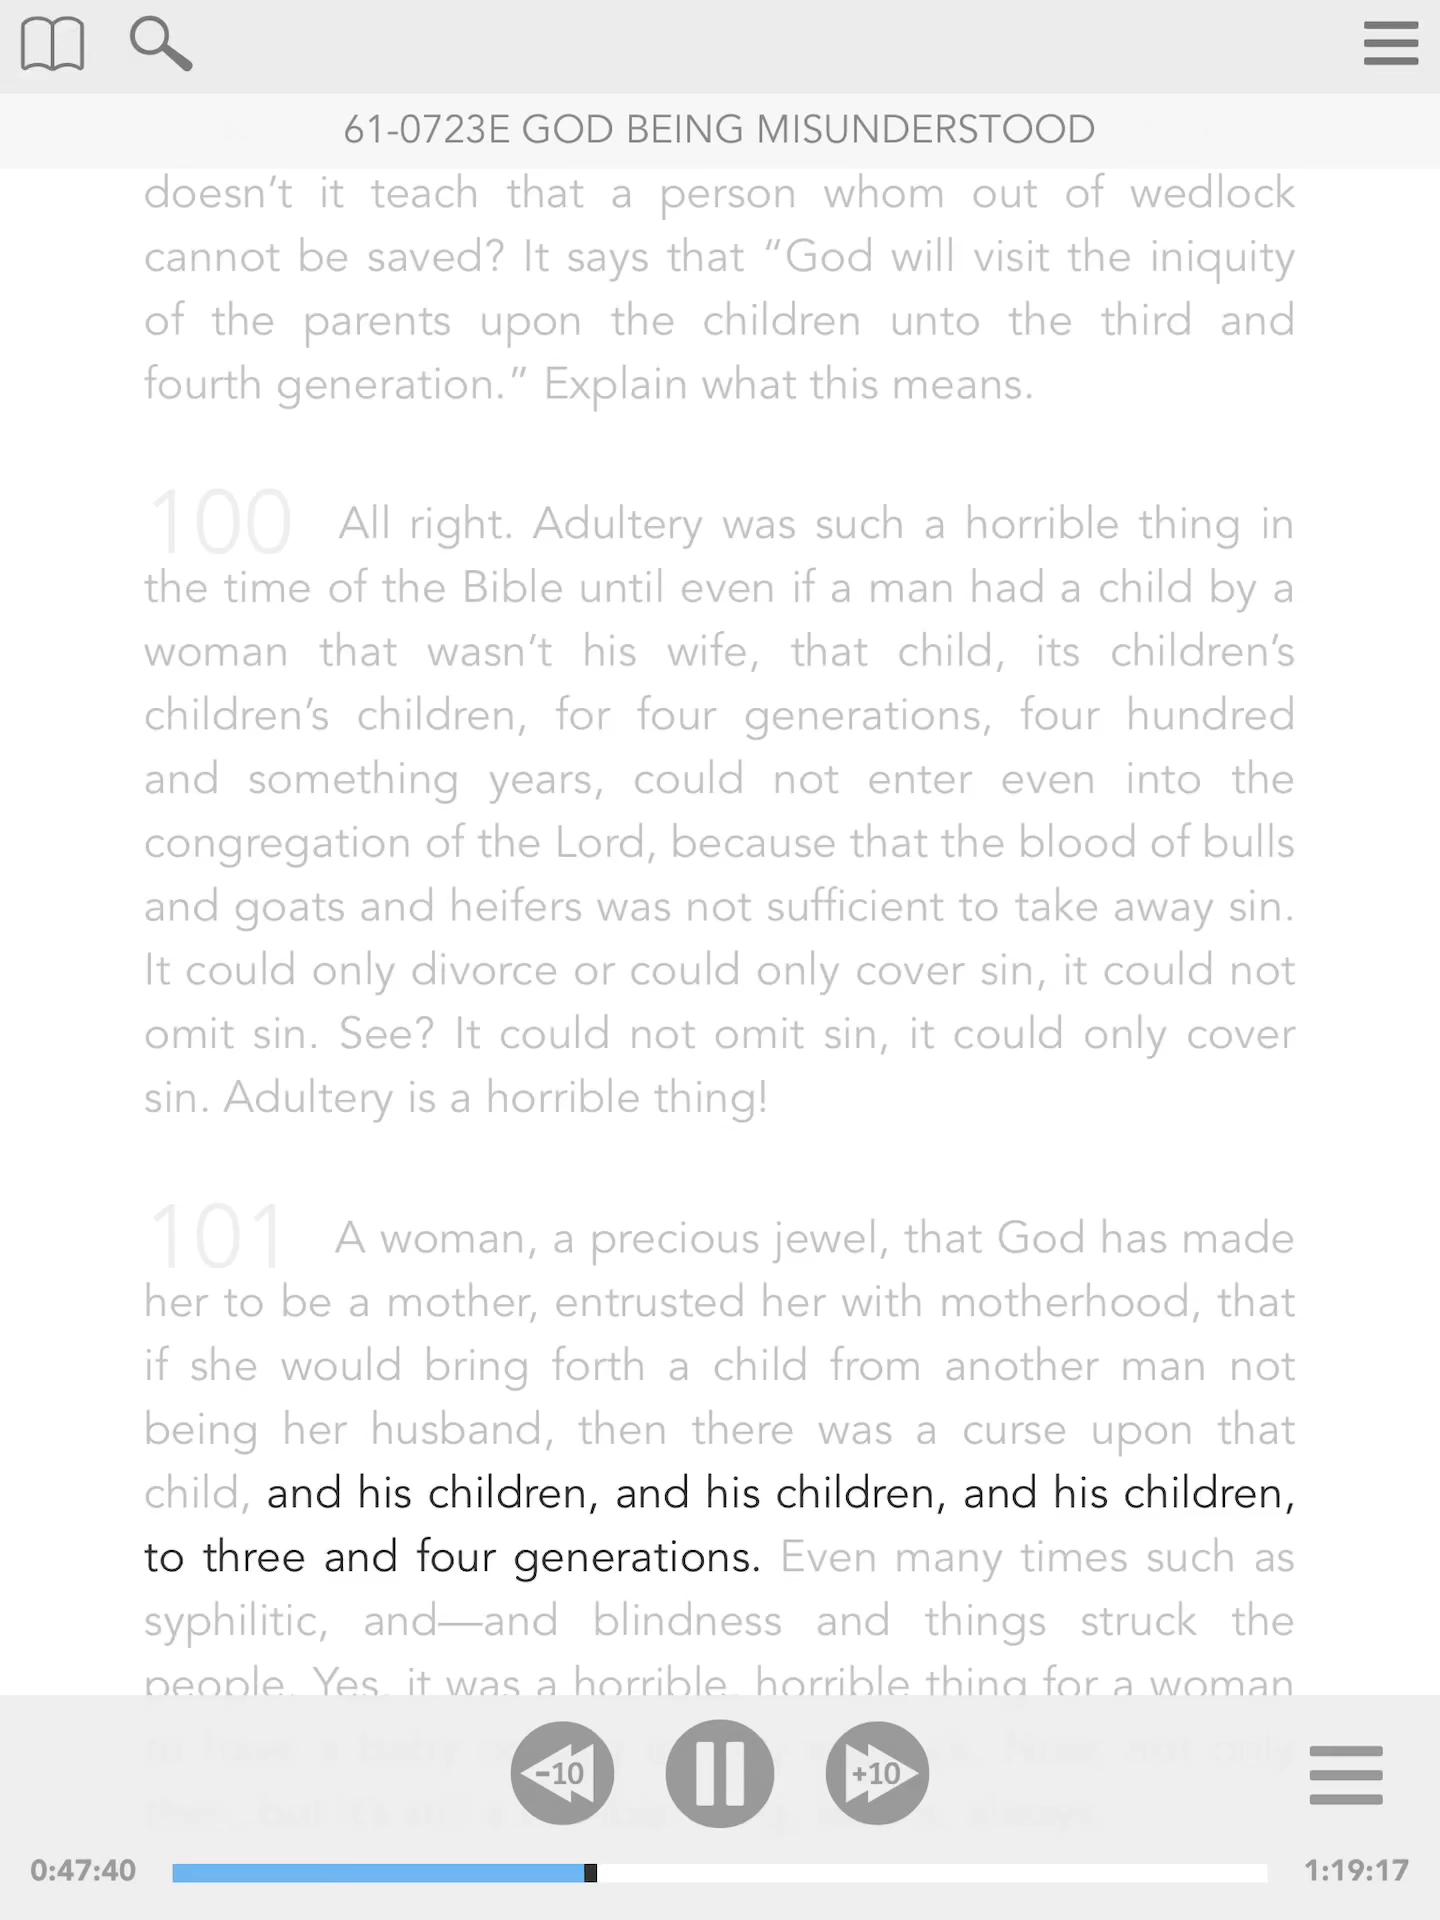 61-0723E GOD BEING MISUNDERSTOOD
doesn’t it teach that a person whom out of wedlock
cannot be saved? It says that “God will visit the iniquity
of the parents upon the children unto the third and
fourth generation.” Explain what this means.
100 All right. Adultery was such a horrible thing in
the time of the Bible until even if a man had a child by a
woman that wasn’t his wife, that child, its children’s
children’s children, for four generations, four hundred
and something years, could not enter even into the
congregation of the Lord, because that the blood of bulls
and goats and heifers was not sufficient to take away sin.
It could only divorce or could only cover sin, it could not
omit sin. See? It could not omit sin, it could only cover
sin. Adultery is a horrible thing!
101 A woman, a precious jewel, that God has made
her to be a mother, entrusted her with motherhood, that
if she would bring forth a child from another man not
being her husband, then there was a curse upon that
child, and his children, and his children, and his children,
to three and four generations. Even many times such as
syphilitic, and—and blindness and things struck the
people. Yes, it was a horrible, horrible thing for a woman
-10 +10
0:47:40 1:19:17